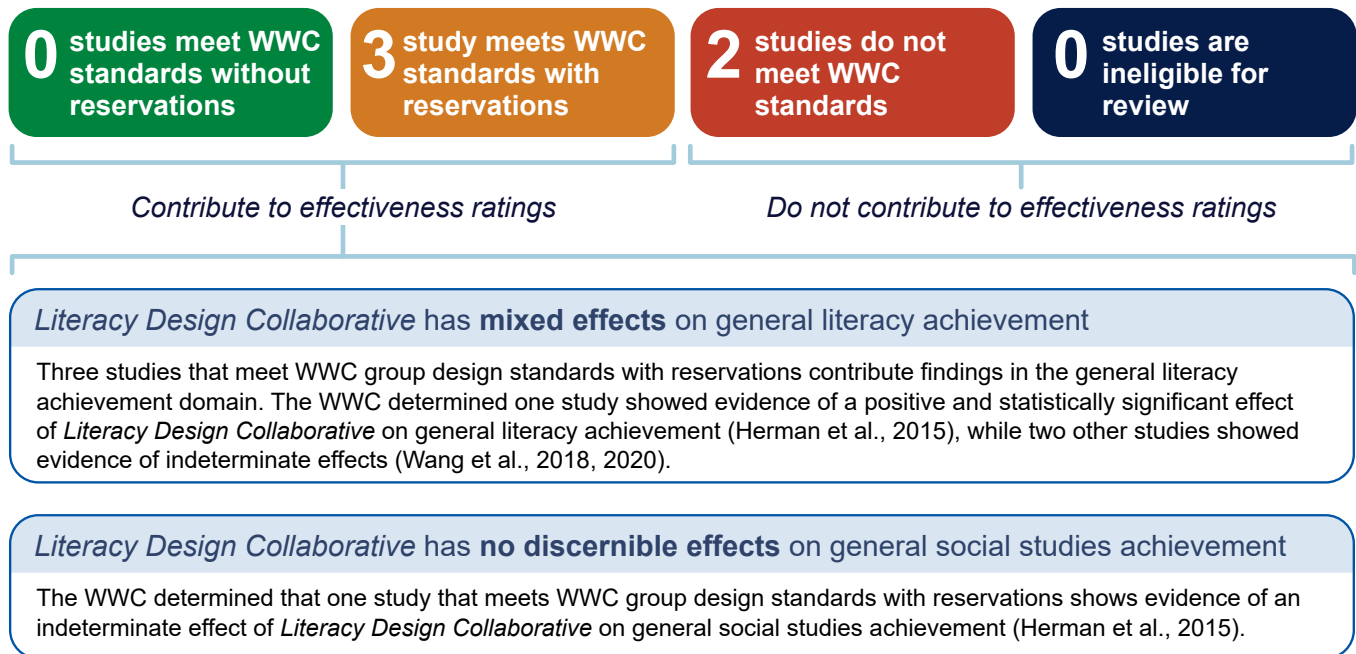 0 studies meet WWC
standards without
reservations
3 study meets WWC
standards with
reservations
2 studies do not
meet WWC
standards
0 studies are
ineligible for
review
Contribute to effectiveness ratings
Do not contribute to effectiveness ratings
Literacy Design Collaborative has mixed effects on general literacy achievement
Three studies that meet WWC group design standards with reservations contribute findings in the general literacy
achievement domain. The WWC determined one study showed evidence of a positive and statistically significant effect
of Literacy Design Collaborative on general literacy achievement (Herman et al., 2015), while two other studies showed
evidence of indeterminate effects (Wang et al., 2018, 2020).
Literacy Design Collaborative has no discernible effects on general social studies achievement
The WWC determined that one study that meets WWC group design standards with reservations shows evidence of an
indeterminate effect of Literacy Design Collaborative on general social studies achievement (Herman et al., 2015).